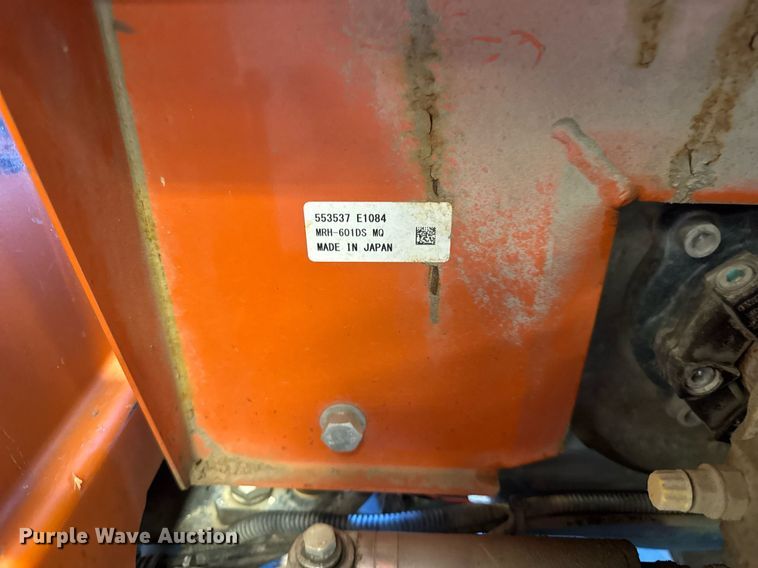 553537 E1084
MRH-601DS MQ
MADE IN JAPAN
Purple Wave Auction